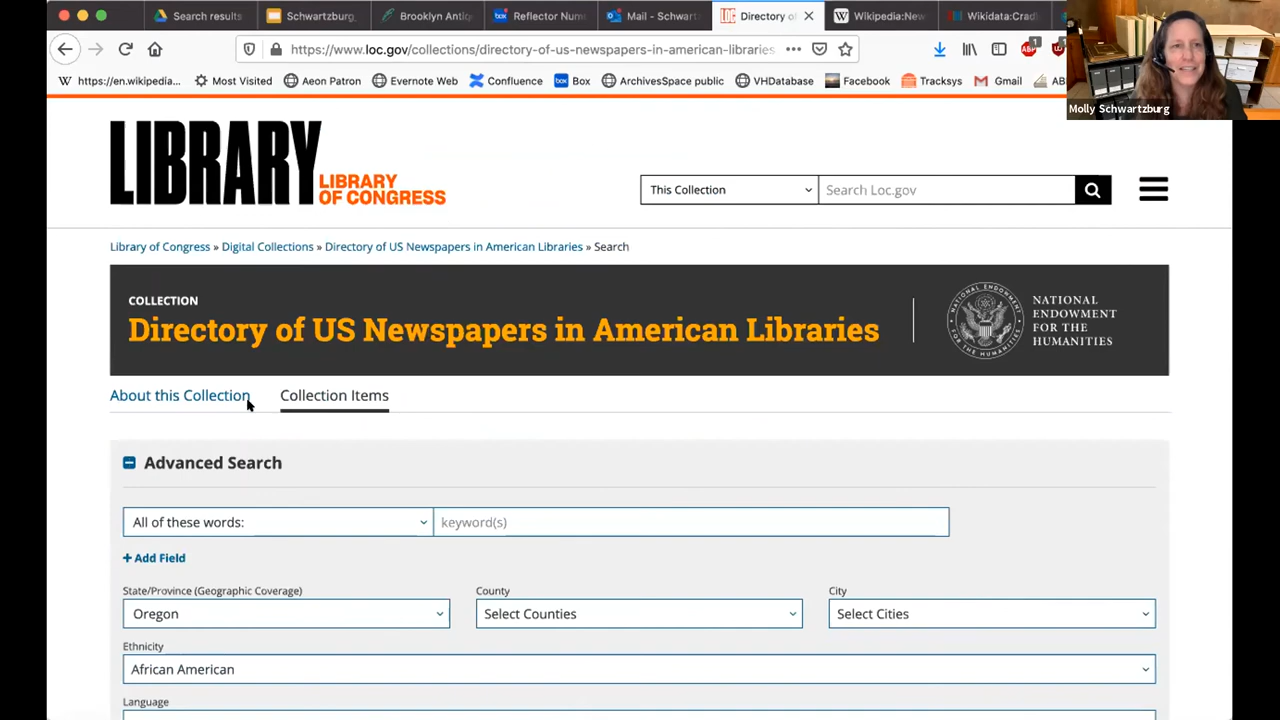 Search results
Schwartzburg
Brooklyn Antiq
Reflector Num
Mail - Schwart
Directory of
Wikipedia:New
Wikidata:Cradl
https://www.loc.gov/collections/directory-of-us-newspapers-in-american-libraries
https://en.wikipedia…
Most Visited
Aeon Patron
Evernote Web
Confluence
Box
ArchivesSpace public
VHDatabase
Facebook
Tracksys
Gmail
Molly Schwartzburg
LIBRARY
LIBRARY
OF CONGRESS
This Collection
Search Loc.gov
Library of Congress » Digital Collections » Directory of US Newspapers in American Libraries » Search
COLLECTION
Directory of US Newspapers in American Libraries
NATIONAL
ENDOWMENT
FOR THE
HUMANITIES
About this Collection
Collection Items
Advanced Search
All of these words:
keyword(s)
+ Add Field
State/Province (Geographic Coverage)
County
City
Oregon
Select Counties
Select Cities
Ethnicity
African American
Language